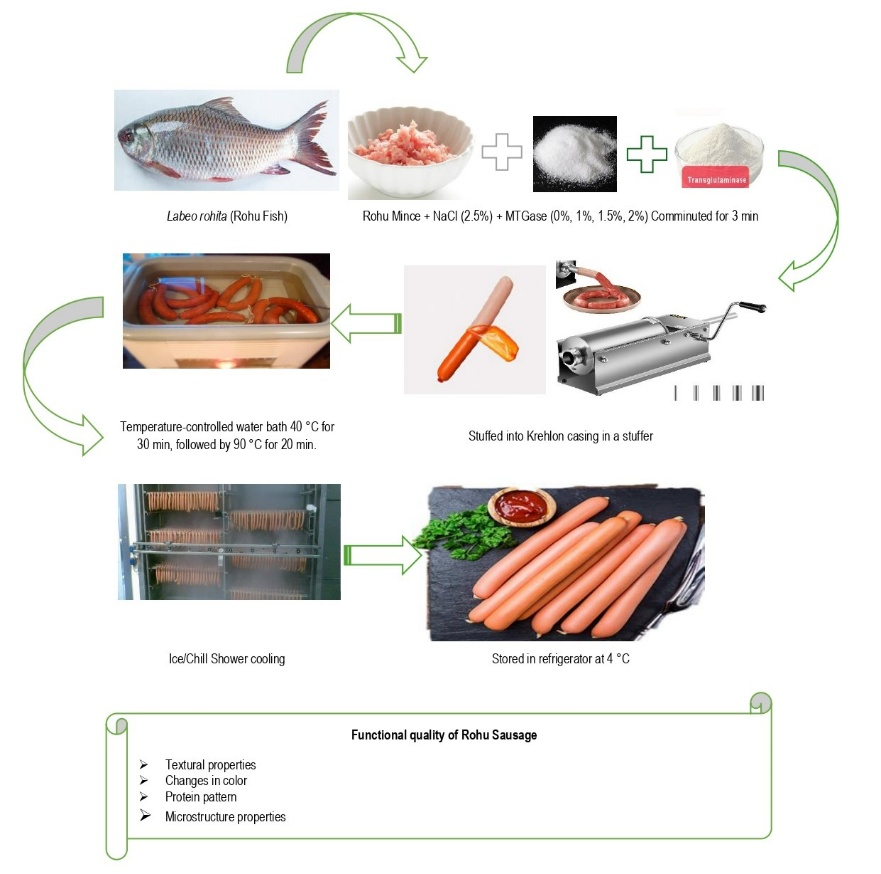 Transglutaminase
Labeo rohita (Rohu Fish)
Rohu Mince + NaCl (2.5%) + MTGase (0%, 1%, 1.5%, 2%) Comminuted for 3 min
Temperature-controlled water bath 40 °C for
30 min, followed by 90 °C for 20 min.
Stuffed into Krehlon casing in a stuffer
Ice/Chill Shower cooling
Stored in refrigerator at 4 °C
Functional quality of Rohu Sausage
Textural properties
Changes in color
Protein pattern
Microstructure properties